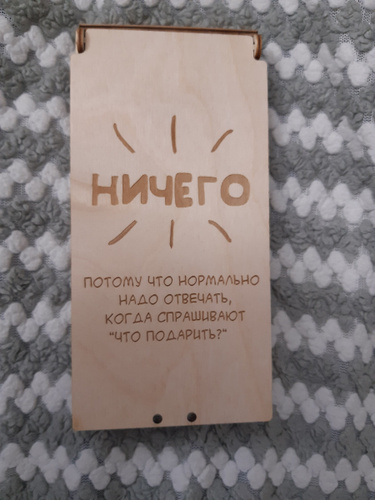 НИЧЕГО
ПОТОМУ ЧТО НОРМАЛЬНО
НАДО ОТВЕЧАТЬ,
КОГДА СПРАШИВАЮТ
"ЧТО ПОДАРИТЬ?"